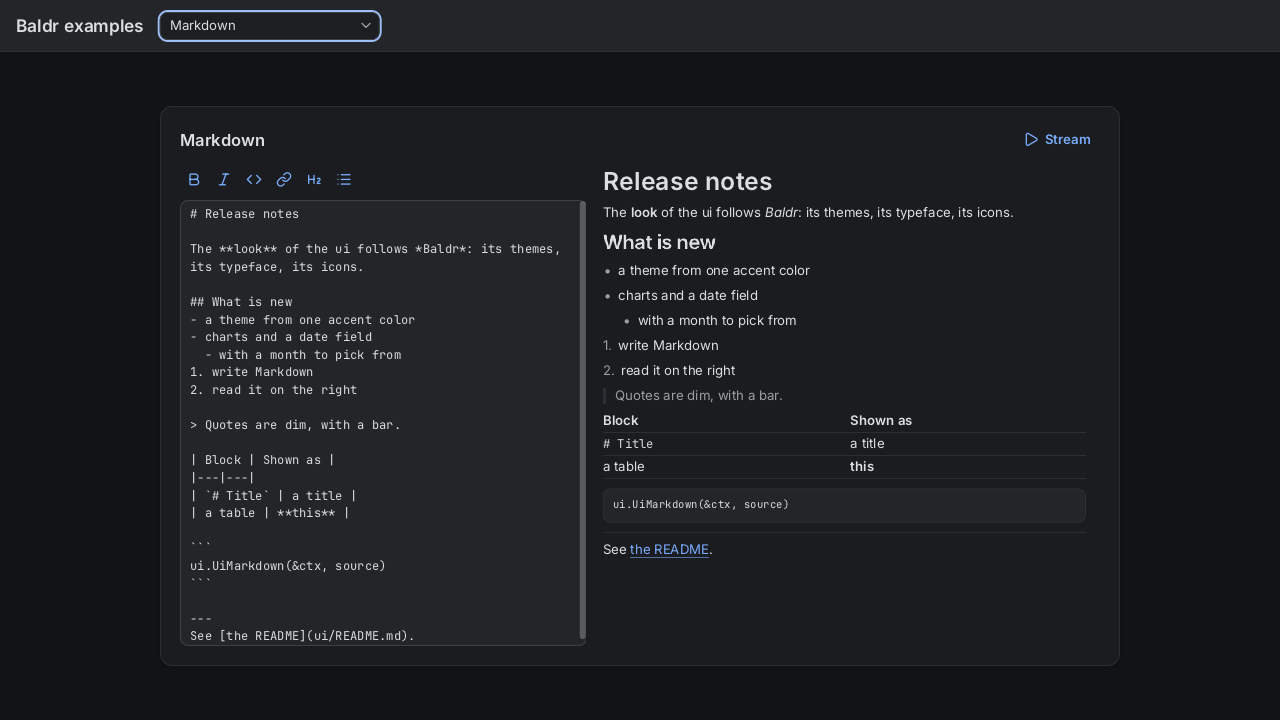 Baldr examples
Markdown
Markdown
Stream
# Release notes
The **look** of the ui follows *Baldr*: its themes,
its typeface, its icons.
## What is new
- a theme from one accent color
- charts and a date field
  - with a month to pick from
1. write Markdown
2. read it on the right
> Quotes are dim, with a bar.
| Block | Shown as |
|---|---|
| `# Title` | a title |
| a table | **this** |
```
ui.UiMarkdown(&ctx, source)
```
---
See [the README](ui/README.md).
Release notes
The look of the ui follows Baldr: its themes, its typeface, its icons.
What is new
• a theme from one accent color
• charts and a date field
• with a month to pick from
1. write Markdown
2. read it on the right
Quotes are dim, with a bar.
Block Shown as
# Title a title
a table this
ui.UiMarkdown(&ctx, source)
See the README.